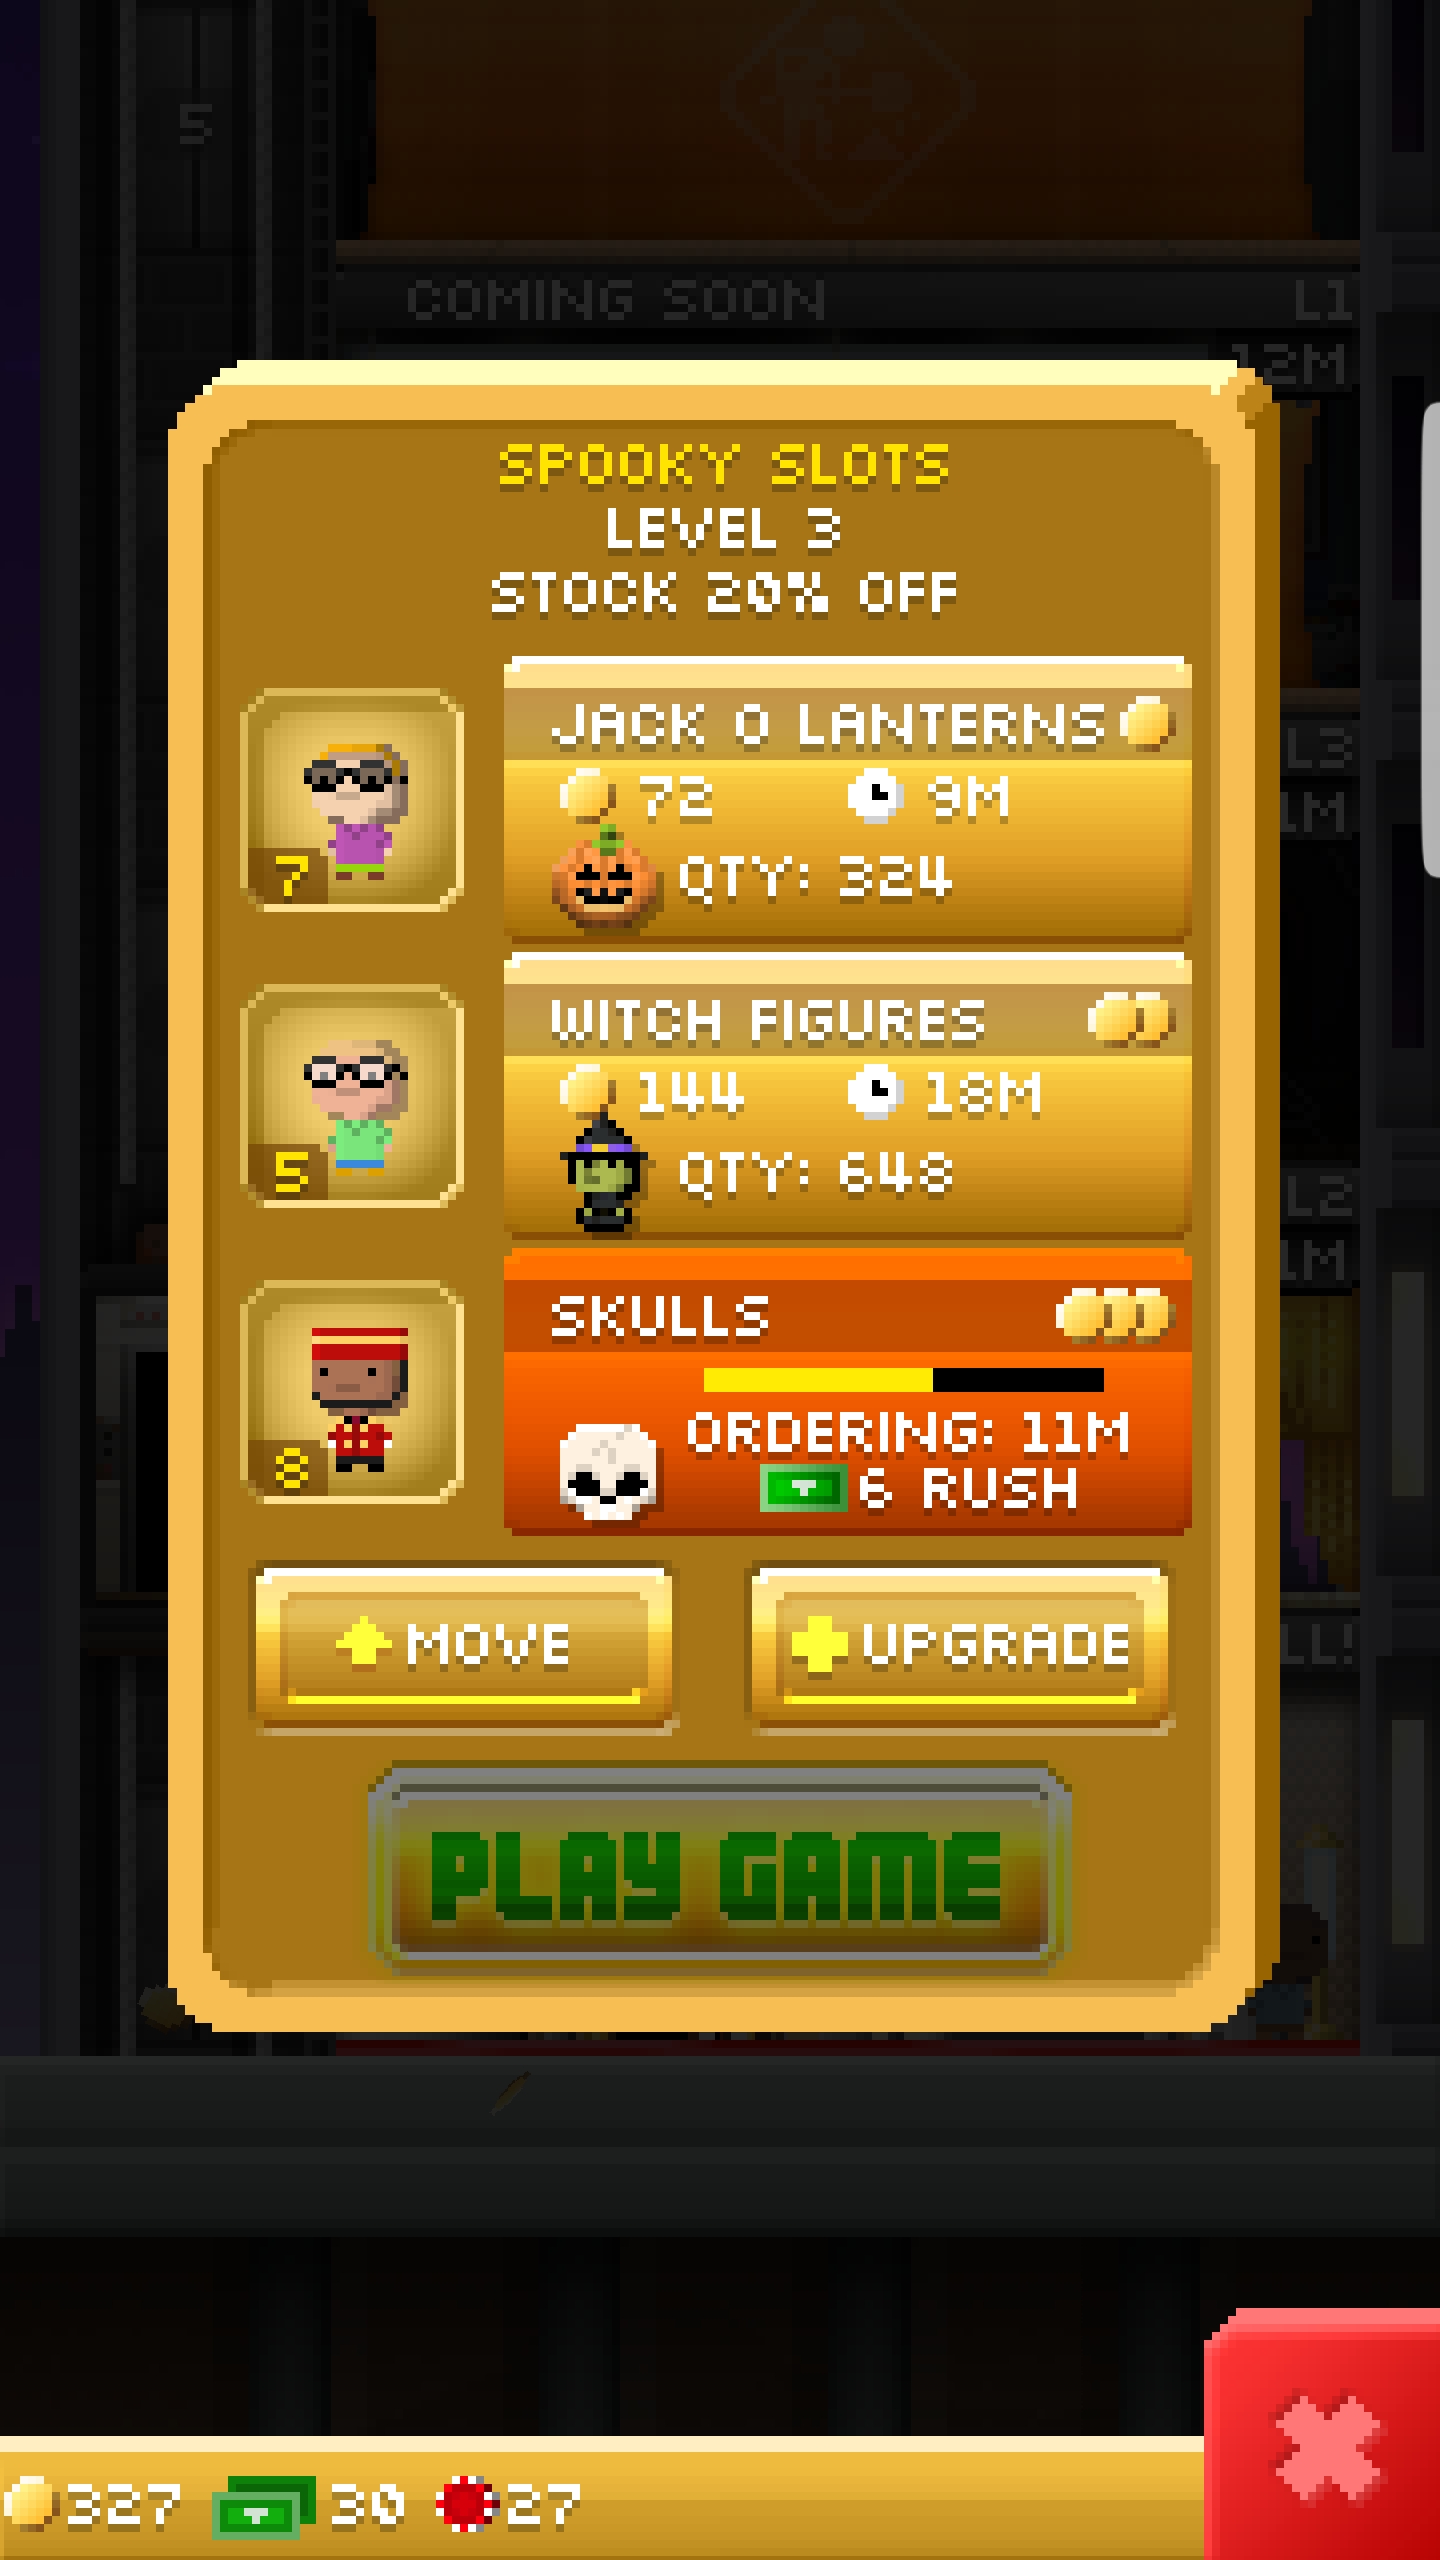 5
COMING SOON L1
12M
SPOOKY SLOTS
LEVEL 3
STOCK 20% OFF
JACK O LANTERNS
72 9M
7 QTY: 324
L3
1M
WITCH FIGURES
144 18M
5 QTY: 648
L2
1M
SKULLS
ORDERING: 11M
8 6 RUSH
MOVE UPGRADE
LL!
PLAY GAME
327 30 27